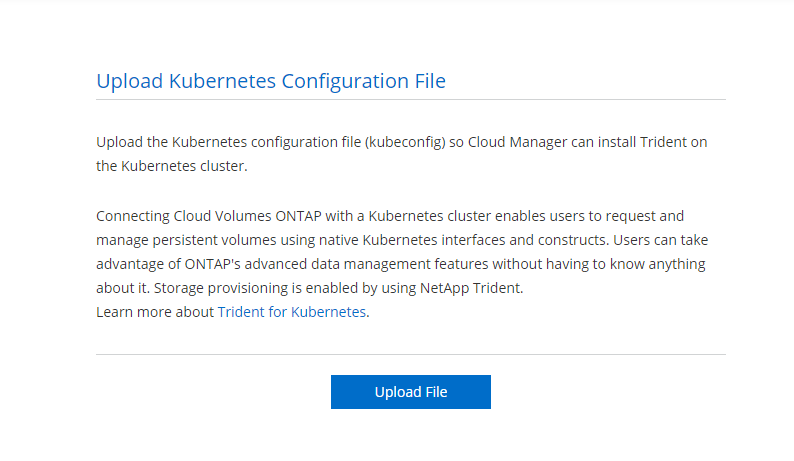 Upload Kubernetes Configuration File
Upload the Kubernetes configuration file (kubeconfig) so Cloud Manager can install Trident on
the Kubernetes cluster.
Connecting Cloud Volumes ONTAP with a Kubernetes cluster enables users to request and
manage persistent volumes using native Kubernetes interfaces and constructs. Users can take
advantage of ONTAP's advanced data management features without having to know anything
about it. Storage provisioning is enabled by using NetApp Trident.
Learn more about Trident for Kubernetes.
Upload File